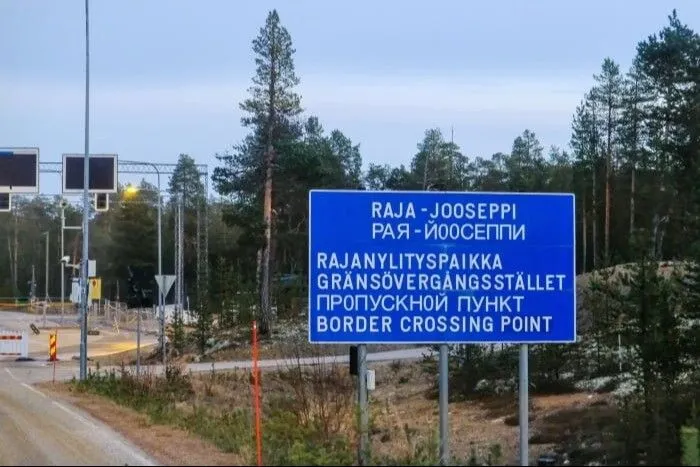 RAJA-JOOSEPPI
РАЯ-ЙООСЕППИ
RAJANYLITYSPAIKKA
GRÄNSÖVERGÅNGSSTÄLLET
ПРОПУСКНОЙ ПУНКТ
BORDER CROSSING POINT